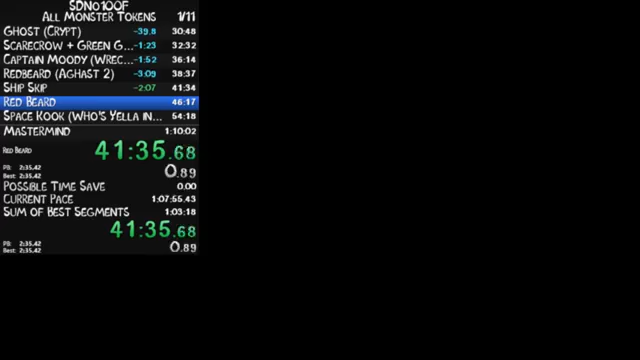 SDN0100F
All Monster Tokens 1/11
Ghost (Crypt) -39.8 30:48
Scarecrow + Green G... -1:23 32:32
Captain Moody (Wrec... -1:52 36:14
Redbeard (Aghast 2) -3:09 38:37
Ship Skip -2:07 41:34
Red Beard 46:17
Space Kook (Who's Yella in... 54:18
Mastermind 1:10:02
Red Beard 41:35.68
PB: 2:35.42 0.89
Best: 2:35.42
Possible Time Save 0.00
Current Pace 1:07:55.43
Sum of Best Segments 1:03:18
41:35.68
PB: 2:35.42 0.89
Best: 2:35.42